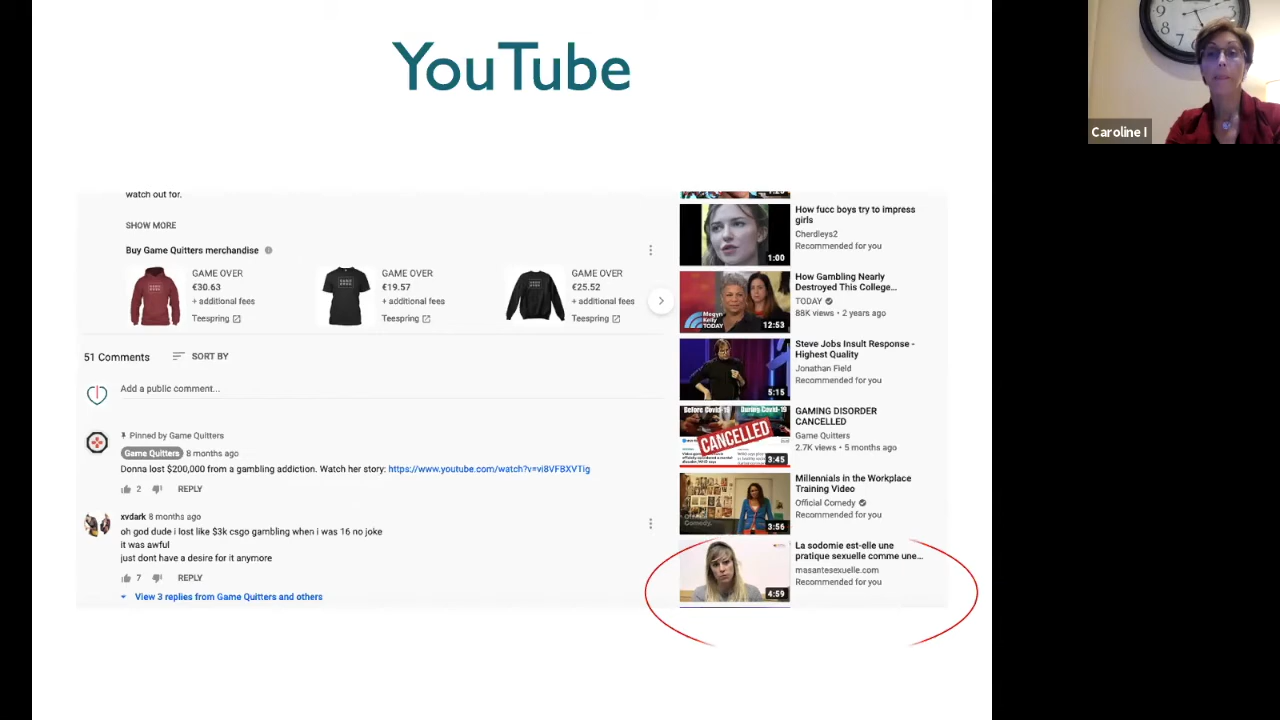 YouTube
Caroline I
watch out for.
SHOW MORE
Buy Game Quitters merchandise
GAME OVER
€30.63
+ additional fees
Teespring
GAME OVER
€19.57
+ additional fees
Teespring
GAME OVER
€25.52
+ additional fees
Teespring
51 Comments
SORT BY
Add a public comment...
Pinned by Game Quitters
Game Quitters 8 months ago
Donna lost $200,000 from a gambling addiction. Watch her story: https://www.youtube.com/watch?v=vi8VFBXVTig
2 REPLY
xvdark 8 months ago
oh god dude i lost like $3k csgo gambling when i was 16 no joke
it was awful
just dont have a desire for it anymore
7 REPLY
View 3 replies from Game Quitters and others
How fucc boys try to impress
girls
Cherdleys2
Recommended for you
1:00
How Gambling Nearly
Destroyed This College...
TODAY
88K views • 2 years ago
Megyn
Kelly
TODAY
12:53
Steve Jobs Insult Response -
Highest Quality
Jonathan Field
Recommended for you
5:15
Before Covid-19 During Covid-19
CANCELLED
3:45
GAMING DISORDER
CANCELLED
Game Quitters
2.7K views • 5 months ago
Millennials in the Workplace
Training Video
Official Comedy
Recommended for you
3:56
La sodomie est-elle une
pratique sexuelle comme une...
masantesexuelle.com
Recommended for you
4:59